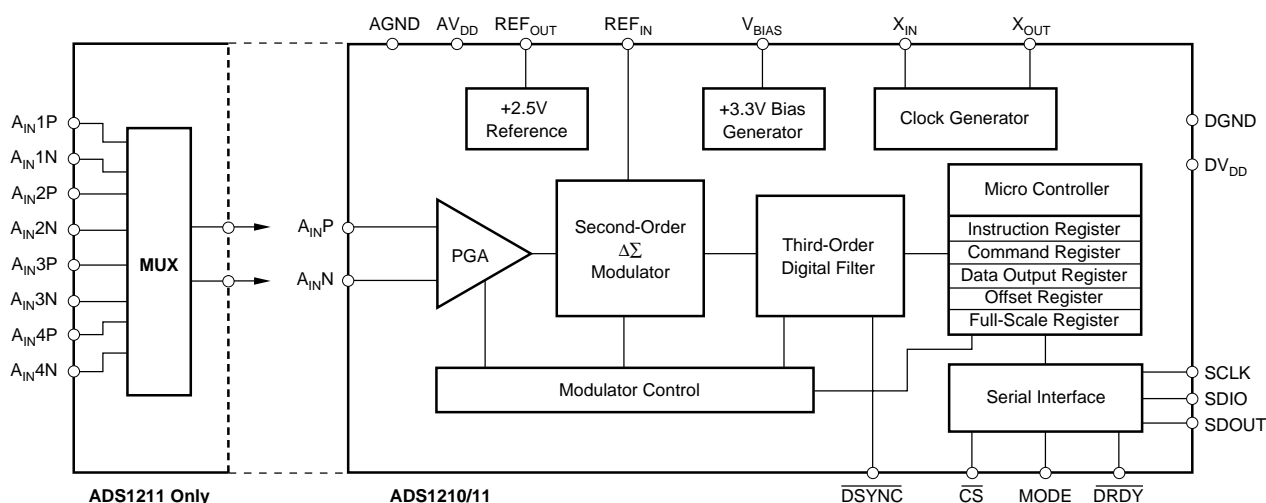 AGND AVDD REFOUT REFIN VBIAS XIN XOUT
+2.5V
Reference
+3.3V Bias
Generator
Clock Generator
DGND
DVDD
AIN1P
AIN1N
AIN2P
AIN2N
AIN3P
AIN3N
AIN4P
AIN4N
MUX
AINP
AINN
PGA
Second-Order
ΔΣ
Modulator
Third-Order
Digital Filter
Micro Controller
Instruction Register
Command Register
Data Output Register
Offset Register
Full-Scale Register
Modulator Control
Serial Interface
SCLK
SDIO
SDOUT
ADS1211 Only
ADS1210/11
DSYNC CS MODE DRDY